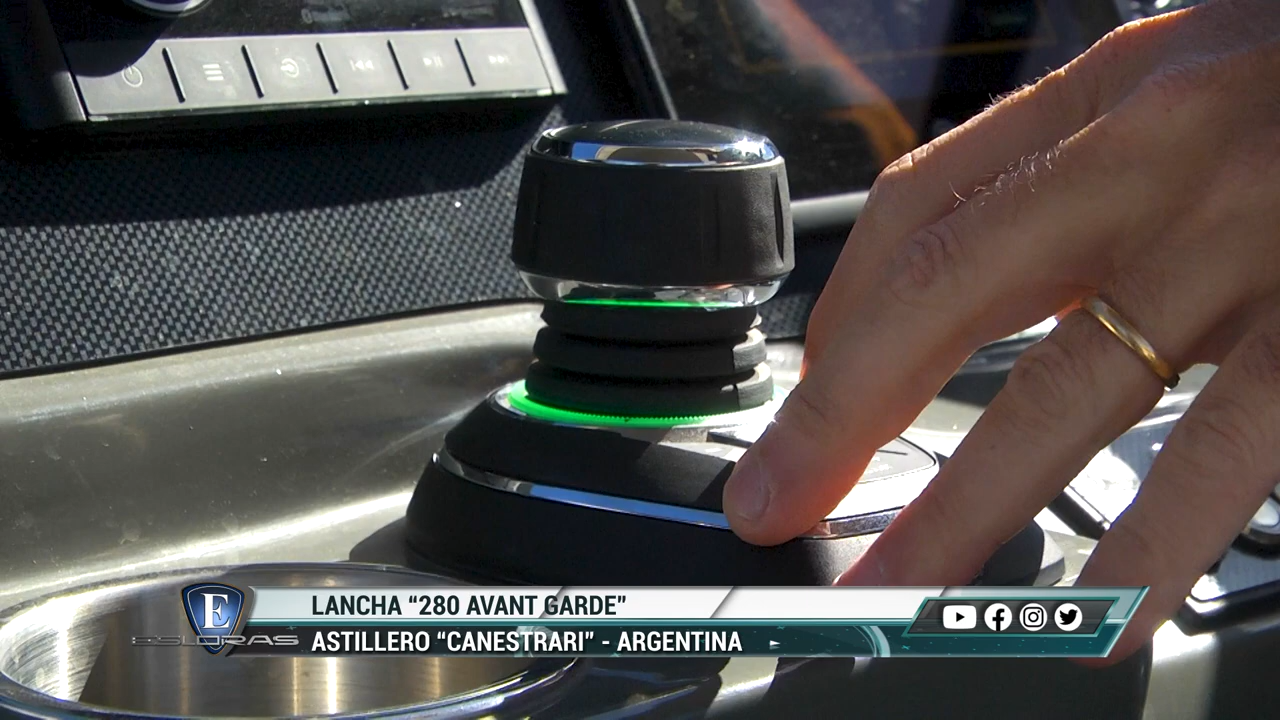 LANCHA “280 AVANT GARDE”
E
ESLORAS
ASTILLERO “CANESTRARI” - ARGENTINA